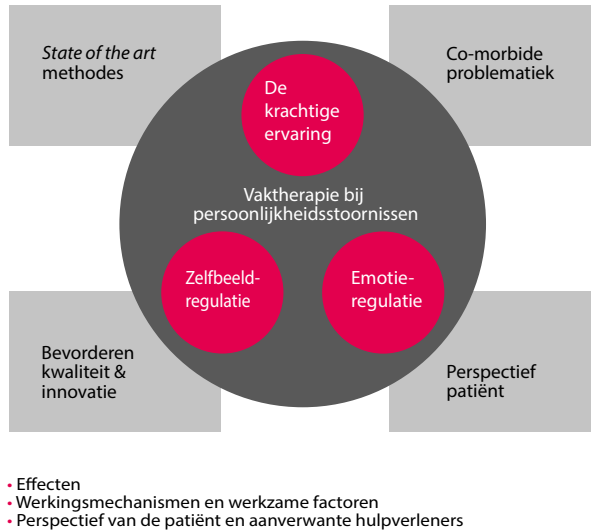 State of the art
methodes
Co-morbide
problematiek
De
krachtige
ervaring
Vaktherapie bij
persoonlijkheidsstoornissen
Zelfbeeld-
regulatie
Emotie-
regulatie
Bevorderen
kwaliteit &
innovatie
Perspectief
patiënt
• Effecten
• Werkingsmechanismen en werkzame factoren
• Perspectief van de patiënt en aanverwante hulpverleners